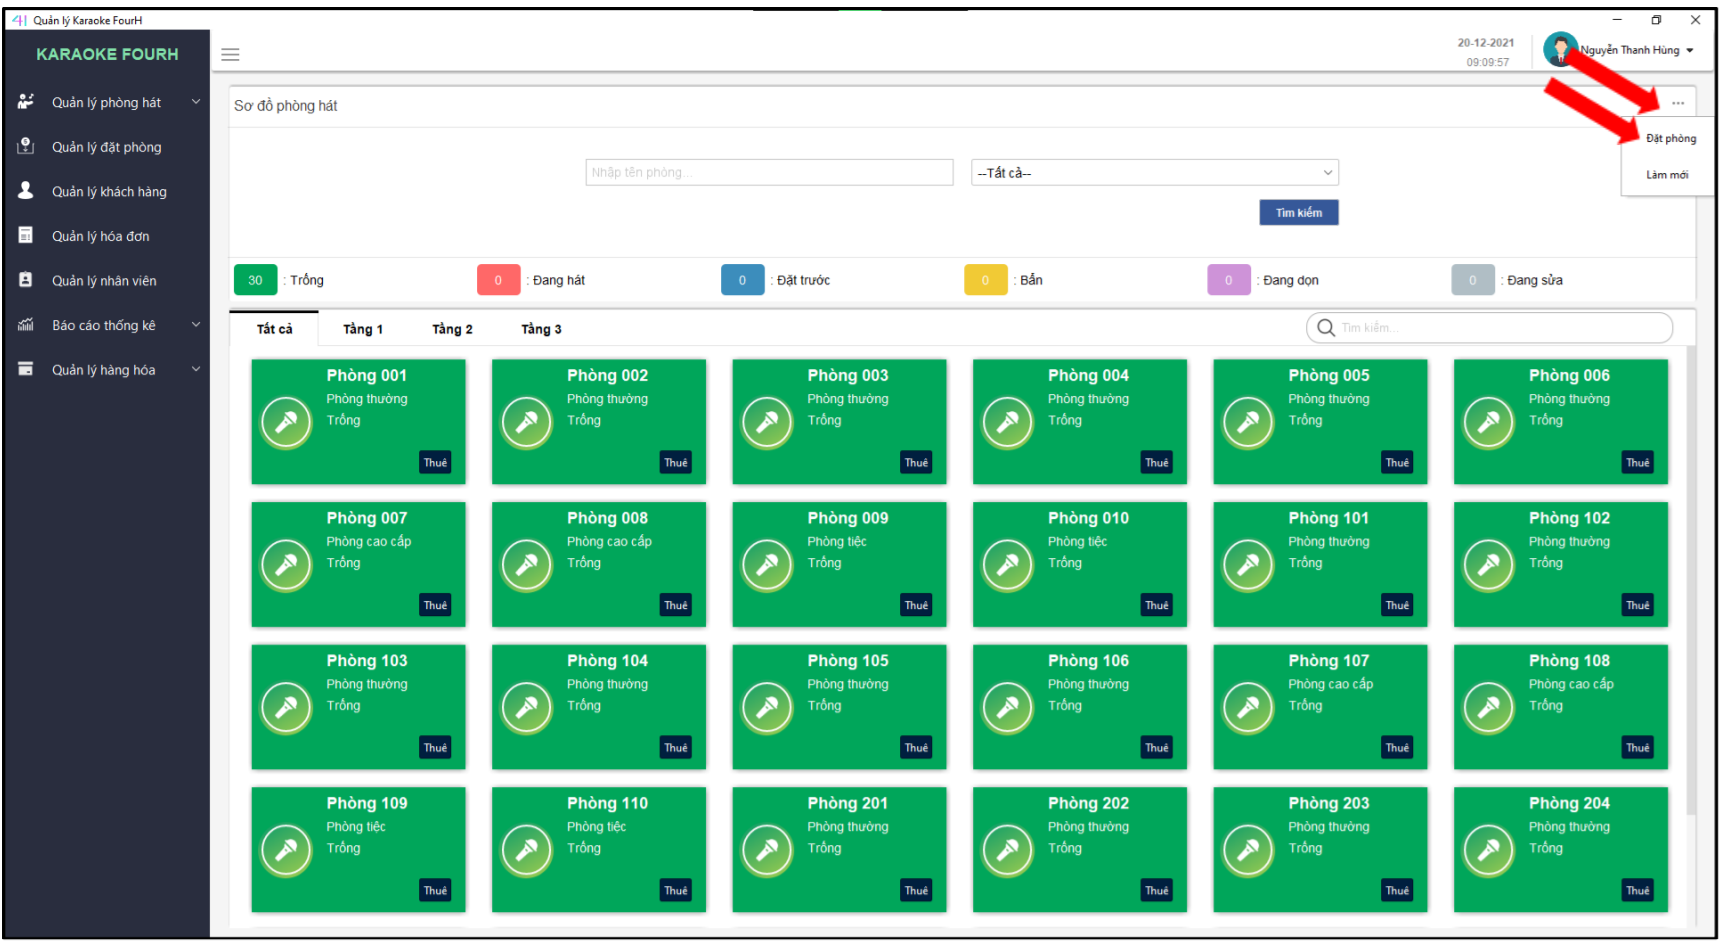 Quản lý Karaoke FourH
KARAOKE FOURH
20-12-2021
09:09:57
Nguyễn Thanh Hùng
Quản lý phòng hát
Quản lý đặt phòng
Quản lý khách hàng
Quản lý hóa đơn
Quản lý nhân viên
Báo cáo thống kê
Quản lý hàng hóa
Sơ đồ phòng hát
...
Đặt phòng
Làm mới
Nhập tên phòng...
--Tất cả--
Tìm kiếm
30 : Trống
0 : Đang hát
0 : Đặt trước
0 : Bẩn
0 : Đang dọn
0 : Đang sửa
Tất cả Tầng 1 Tầng 2 Tầng 3
Tìm kiếm...
Phòng 001
Phòng thường
Trống
Thuê
Phòng 002
Phòng thường
Trống
Thuê
Phòng 003
Phòng thường
Trống
Thuê
Phòng 004
Phòng thường
Trống
Thuê
Phòng 005
Phòng thường
Trống
Thuê
Phòng 006
Phòng thường
Trống
Thuê
Phòng 007
Phòng cao cấp
Trống
Thuê
Phòng 008
Phòng cao cấp
Trống
Thuê
Phòng 009
Phòng tiệc
Trống
Thuê
Phòng 010
Phòng tiệc
Trống
Thuê
Phòng 101
Phòng thường
Trống
Thuê
Phòng 102
Phòng thường
Trống
Thuê
Phòng 103
Phòng thường
Trống
Thuê
Phòng 104
Phòng thường
Trống
Thuê
Phòng 105
Phòng thường
Trống
Thuê
Phòng 106
Phòng thường
Trống
Thuê
Phòng 107
Phòng cao cấp
Trống
Thuê
Phòng 108
Phòng cao cấp
Trống
Thuê
Phòng 109
Phòng tiệc
Trống
Thuê
Phòng 110
Phòng tiệc
Trống
Thuê
Phòng 201
Phòng thường
Trống
Thuê
Phòng 202
Phòng thường
Trống
Thuê
Phòng 203
Phòng thường
Trống
Thuê
Phòng 204
Phòng thường
Trống
Thuê